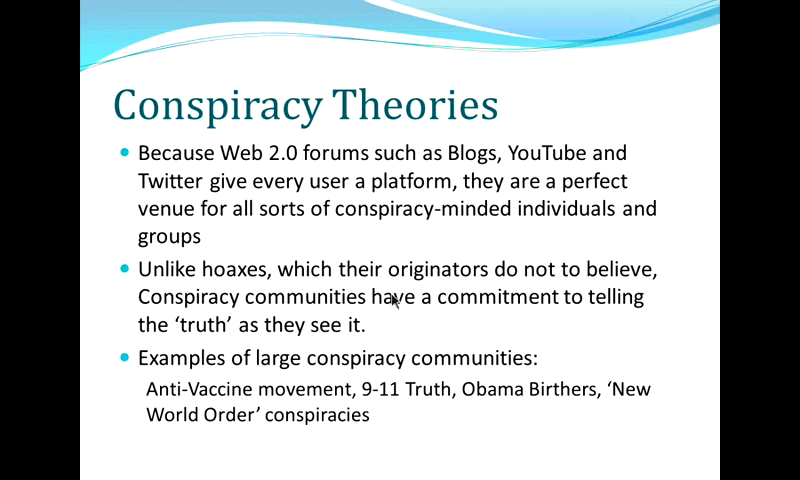 Conspiracy Theories
Because Web 2.0 forums such as Blogs, YouTube and
Twitter give every user a platform, they are a perfect
venue for all sorts of conspiracy-minded individuals and
groups
Unlike hoaxes, which their originators do not to believe,
Conspiracy communities have a commitment to telling
the ‘truth’ as they see it.
Examples of large conspiracy communities:
Anti-Vaccine movement, 9-11 Truth, Obama Birthers, ‘New
World Order’ conspiracies